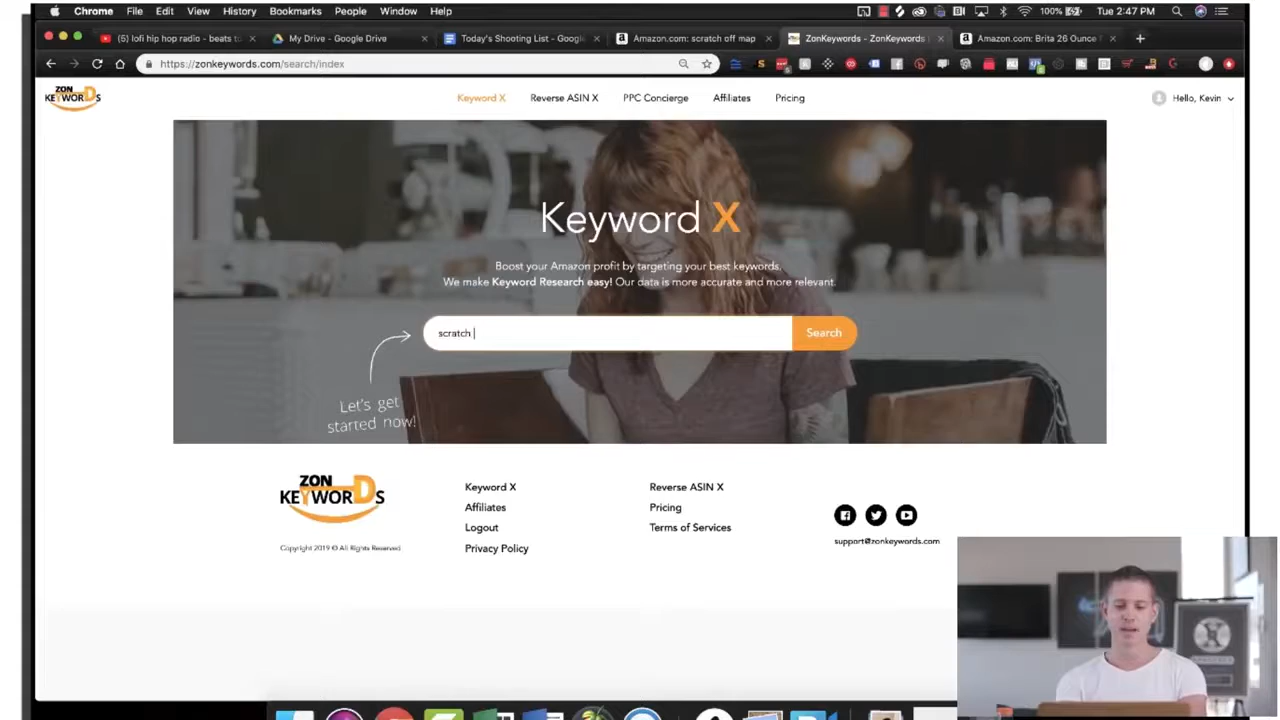 Chrome File Edit View History Bookmarks People Window Help 100% Tue 2:47 PM
(5) lofi hip hop radio - beats to My Drive - Google Drive Today's Shooting List - Google Amazon.com: scratch off map ZonKeywords - ZonKeywords Amazon.com: Brita 26 Ounce
https://zonkeywords.com/search/index
ZON KEYWORDS Keyword X Reverse ASIN X PPC Concierge Affiliates Pricing Hello, Kevin
Keyword X
Boost your Amazon profit by targeting your best keywords.
We make Keyword Research easy! Our data is more accurate and more relevant.
scratch Search
Let's get
started now!
ZON
KEYWORDS
Copyright 2019 © All Rights Reserved.
Keyword X
Affiliates
Logout
Privacy Policy
Reverse ASIN X
Pricing
Terms of Services
support@zonkeywords.com